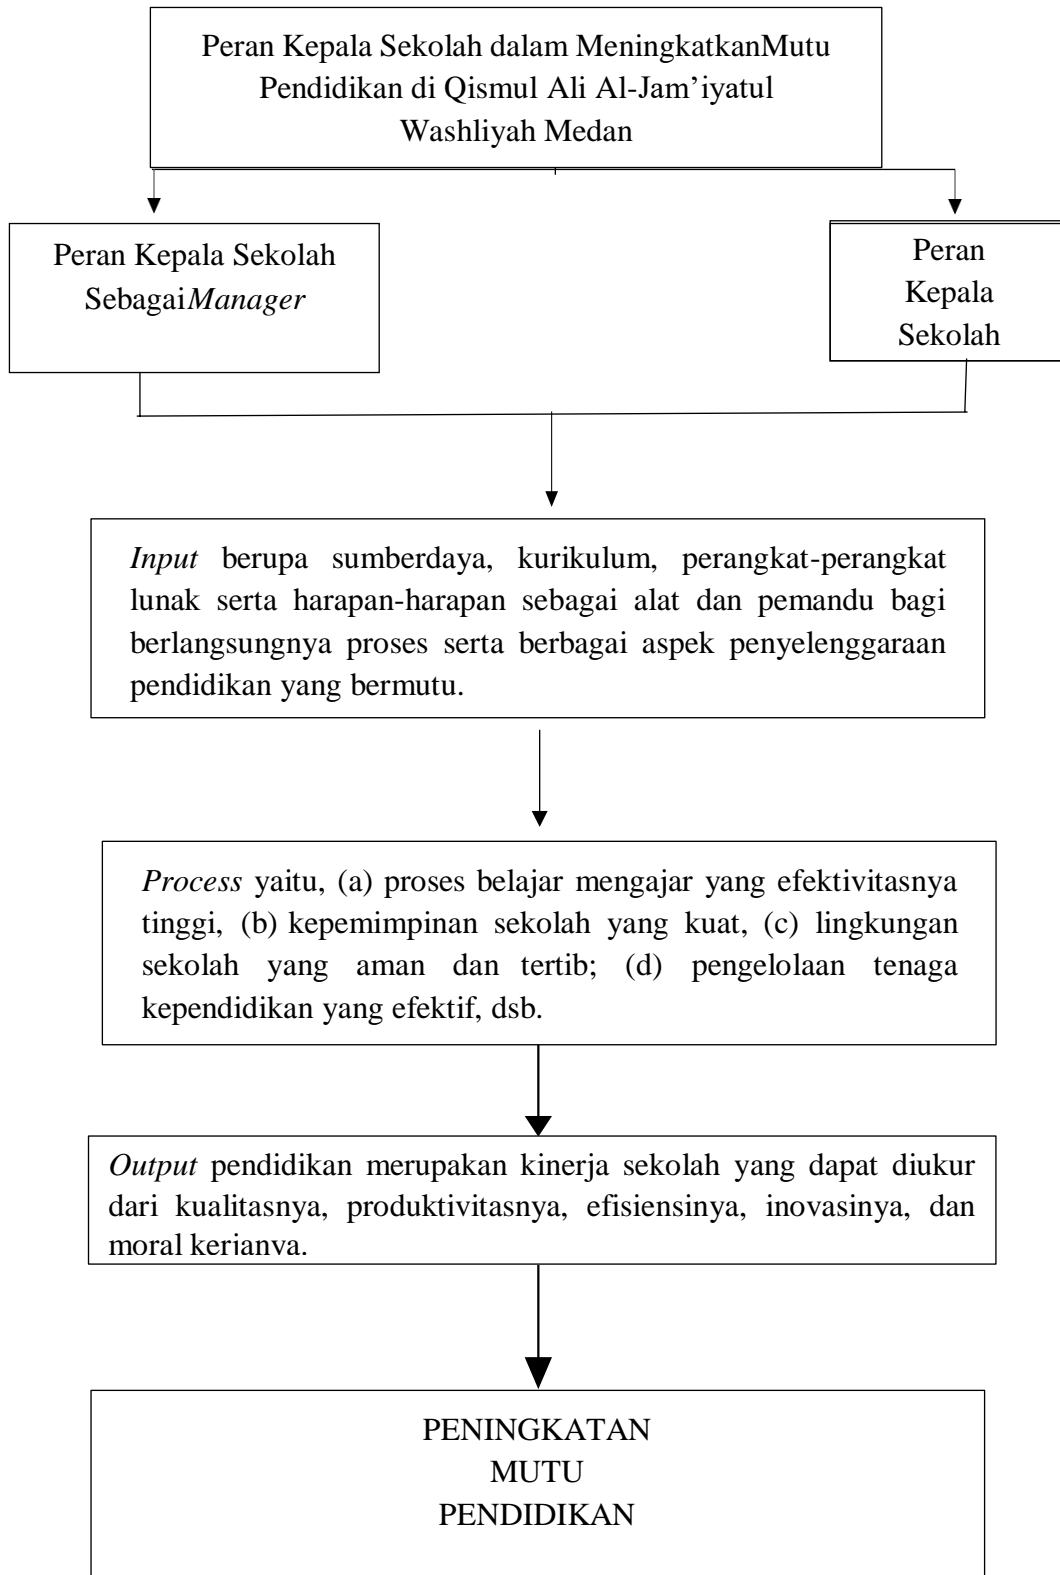 Peran Kepala Sekolah dalam MeningkatkanMutu
Pendidikan di Qismul Ali Al-Jam’iyatul
Washliyah Medan
Peran Kepala Sekolah
SebagaiManager
Peran
Kepala
Sekolah
Input berupa sumberdaya, kurikulum, perangkat-perangkat
lunak serta harapan-harapan sebagai alat dan pemandu bagi
berlangsungnya proses serta berbagai aspek penyelenggaraan
pendidikan yang bermutu.
Process yaitu, (a) proses belajar mengajar yang efektivitasnya
tinggi, (b) kepemimpinan sekolah yang kuat, (c) lingkungan
sekolah yang aman dan tertib; (d) pengelolaan tenaga
kependidikan yang efektif, dsb.
Output pendidikan merupakan kinerja sekolah yang dapat diukur
dari kualitasnya, produktivitasnya, efisiensinya, inovasinya, dan
moral kerjanya.
PENINGKATAN
MUTU
PENDIDIKAN